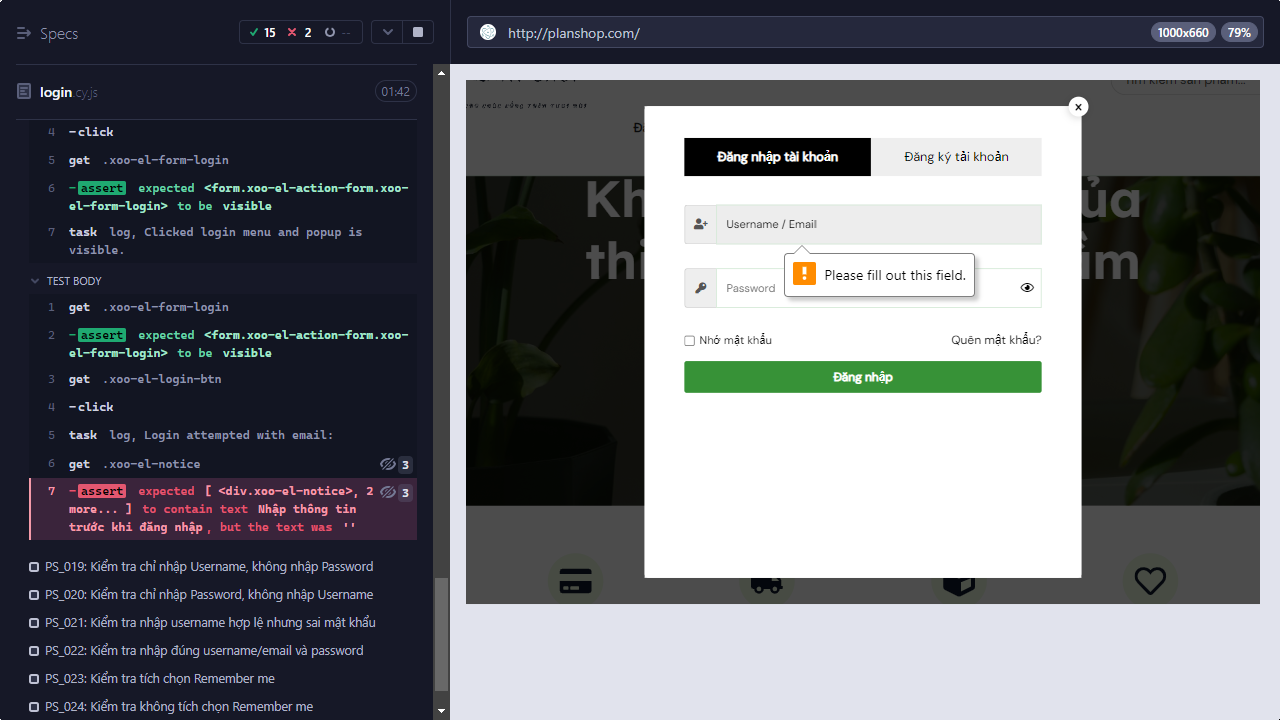 Specs
15
2
--
http://planshop.com/
1000x660
79%
login.cy.js
01:42
4 -click
5 get .xoo-el-form-login
6 -assert expected <form.xoo-el-action-form.xoo-
el-form-login> to be visible
7 task log, Clicked login menu and popup is
visible.
TEST BODY
1 get .xoo-el-form-login
2 -assert expected <form.xoo-el-action-form.xoo-
el-form-login> to be visible
3 get .xoo-el-login-btn
4 -click
5 task log, Login attempted with email:
6 get .xoo-el-notice 3
7 -assert expected [ <div.xoo-el-notice>, 2 3
more... ] to contain text Nhập thông tin
trước khi đăng nhập, but the text was ''
PS_019: Kiểm tra chỉ nhập Username, không nhập Password
PS_020: Kiểm tra chỉ nhập Password, không nhập Username
PS_021: Kiểm tra nhập username hợp lệ nhưng sai mật khẩu
PS_022: Kiểm tra nhập đúng username/email và password
PS_023: Kiểm tra tích chọn Remember me
PS_024: Kiểm tra không tích chọn Remember me
Tìm kiếm sản phẩm...
Đăng nhập tài khoản
Đăng ký tài khoản
Kh
ủa
thi
Username / Email
Please fill out this field.
Password
Nhớ mật khẩu
Quên mật khẩu?
Đăng nhập